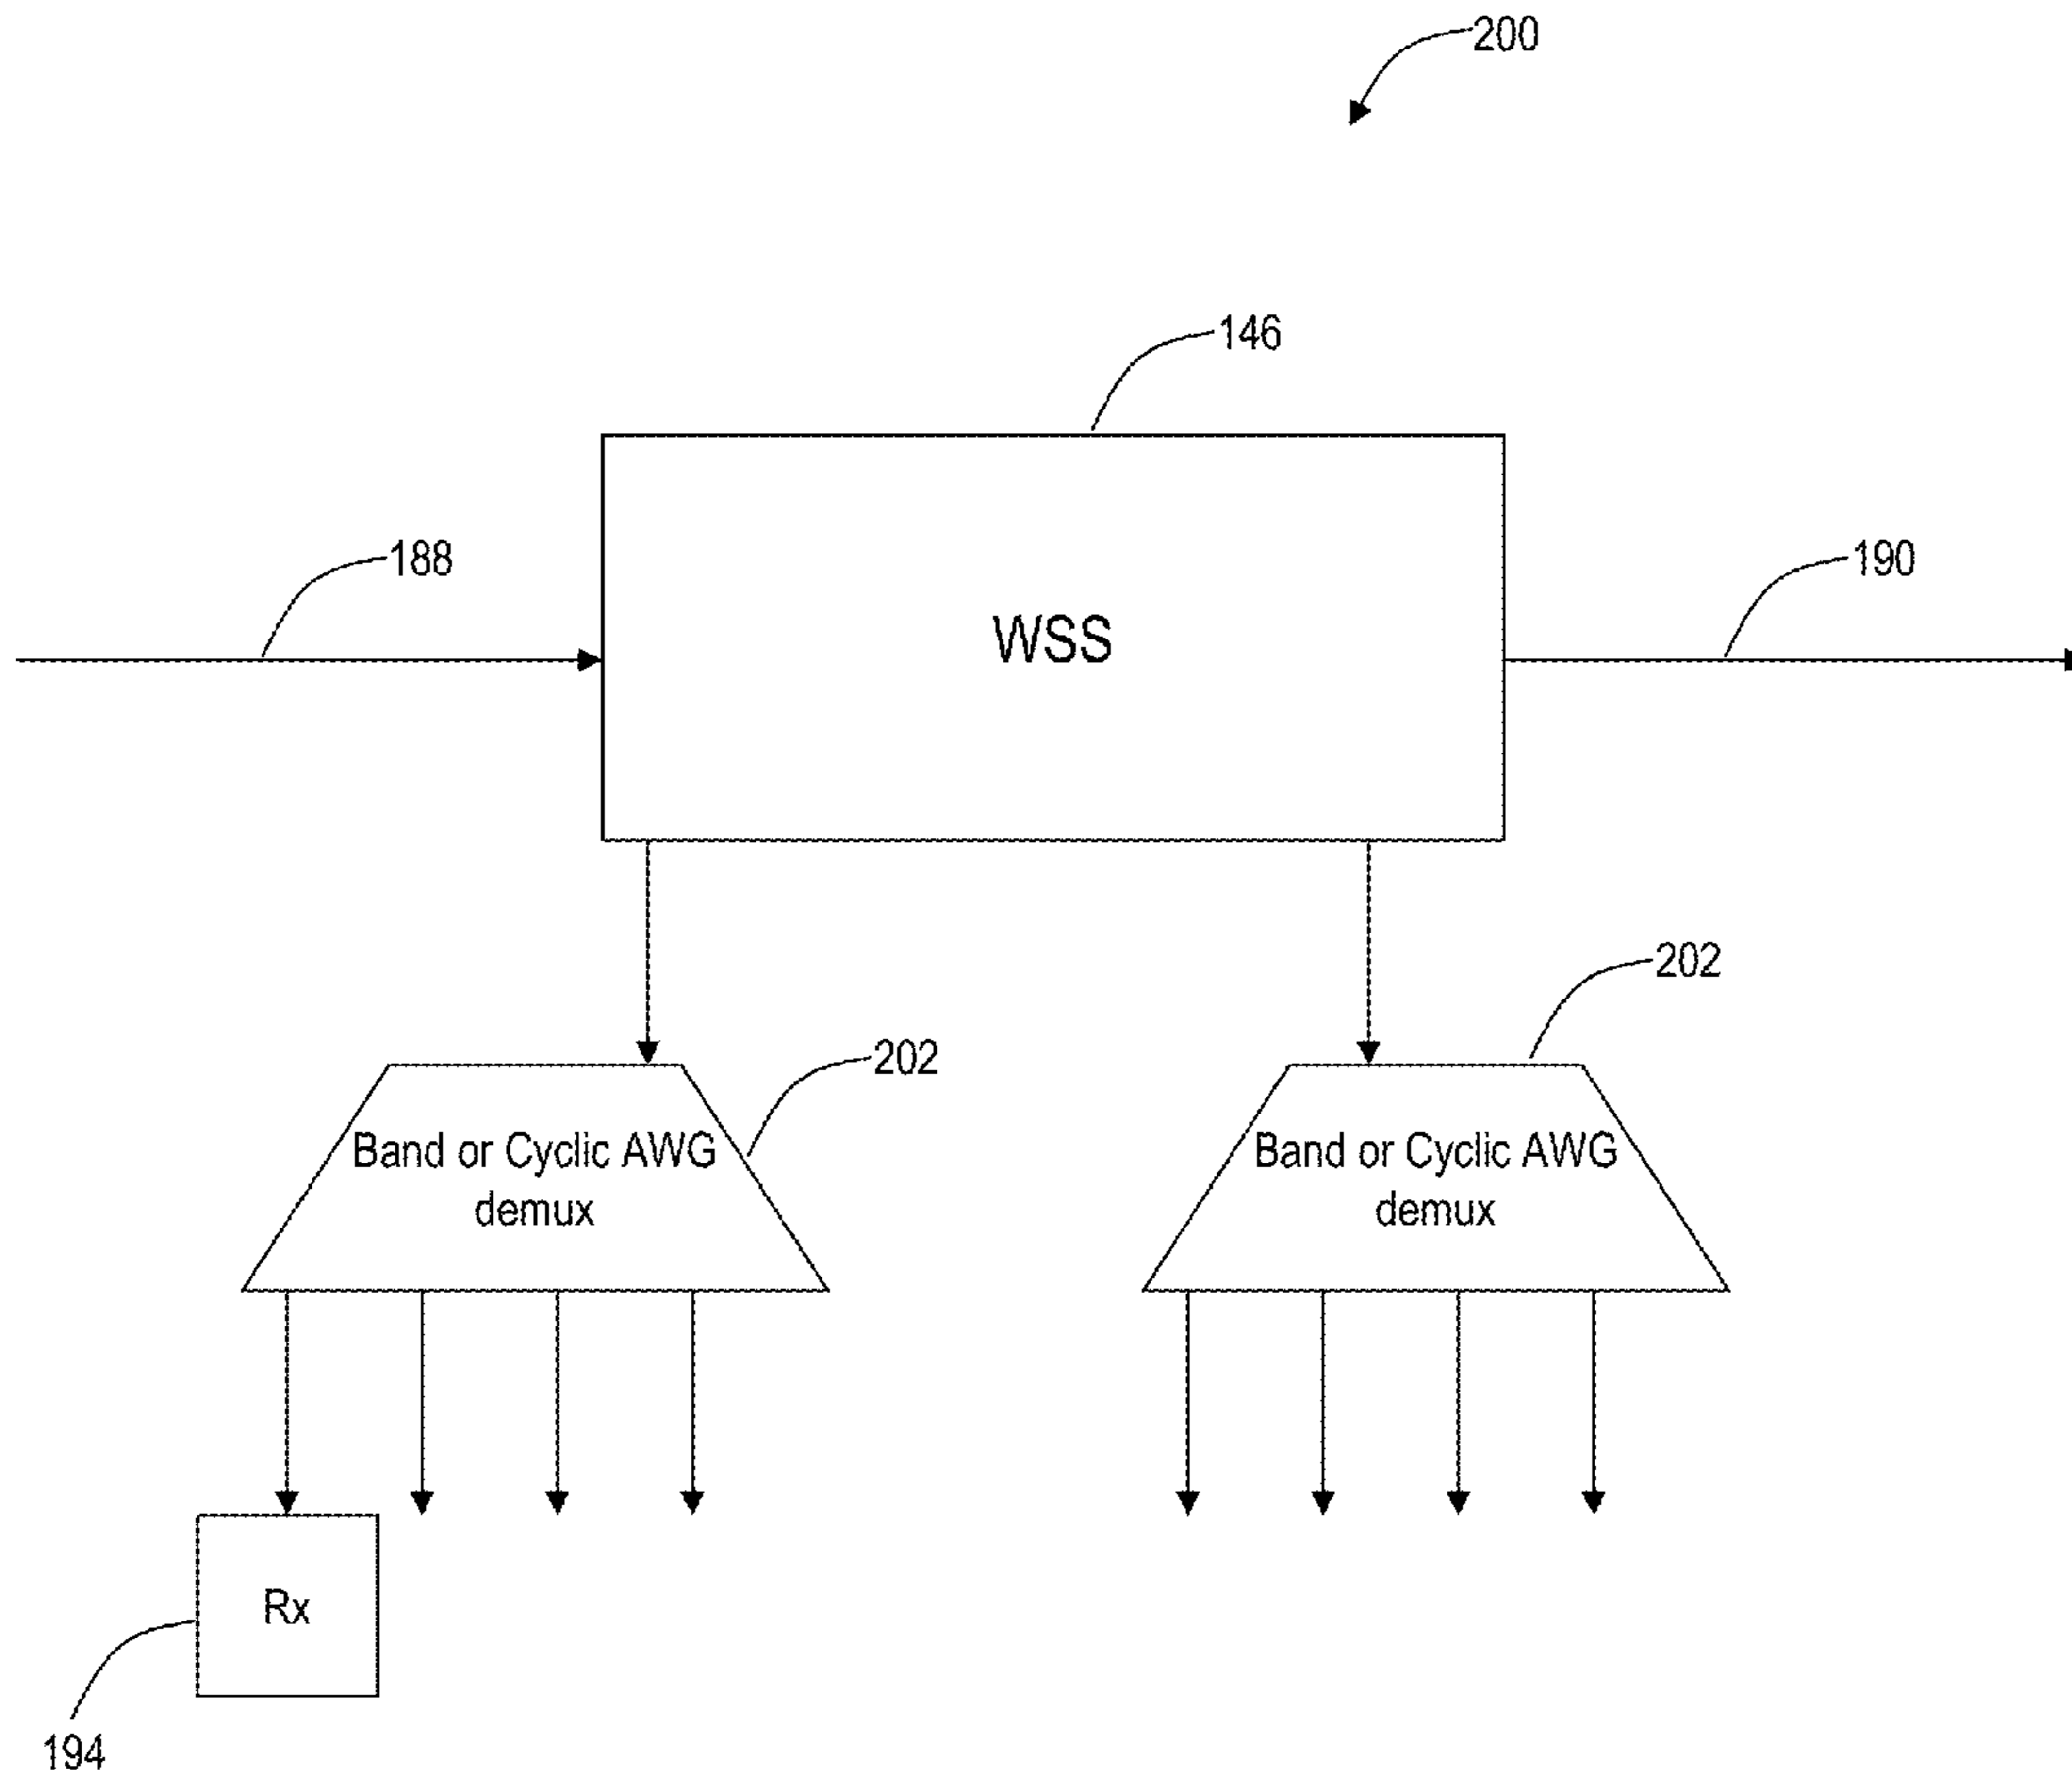 200
146
188
190
WSS
202
202
Band or Cyclic AWG
demux
Band or Cyclic AWG
demux
Rx
194